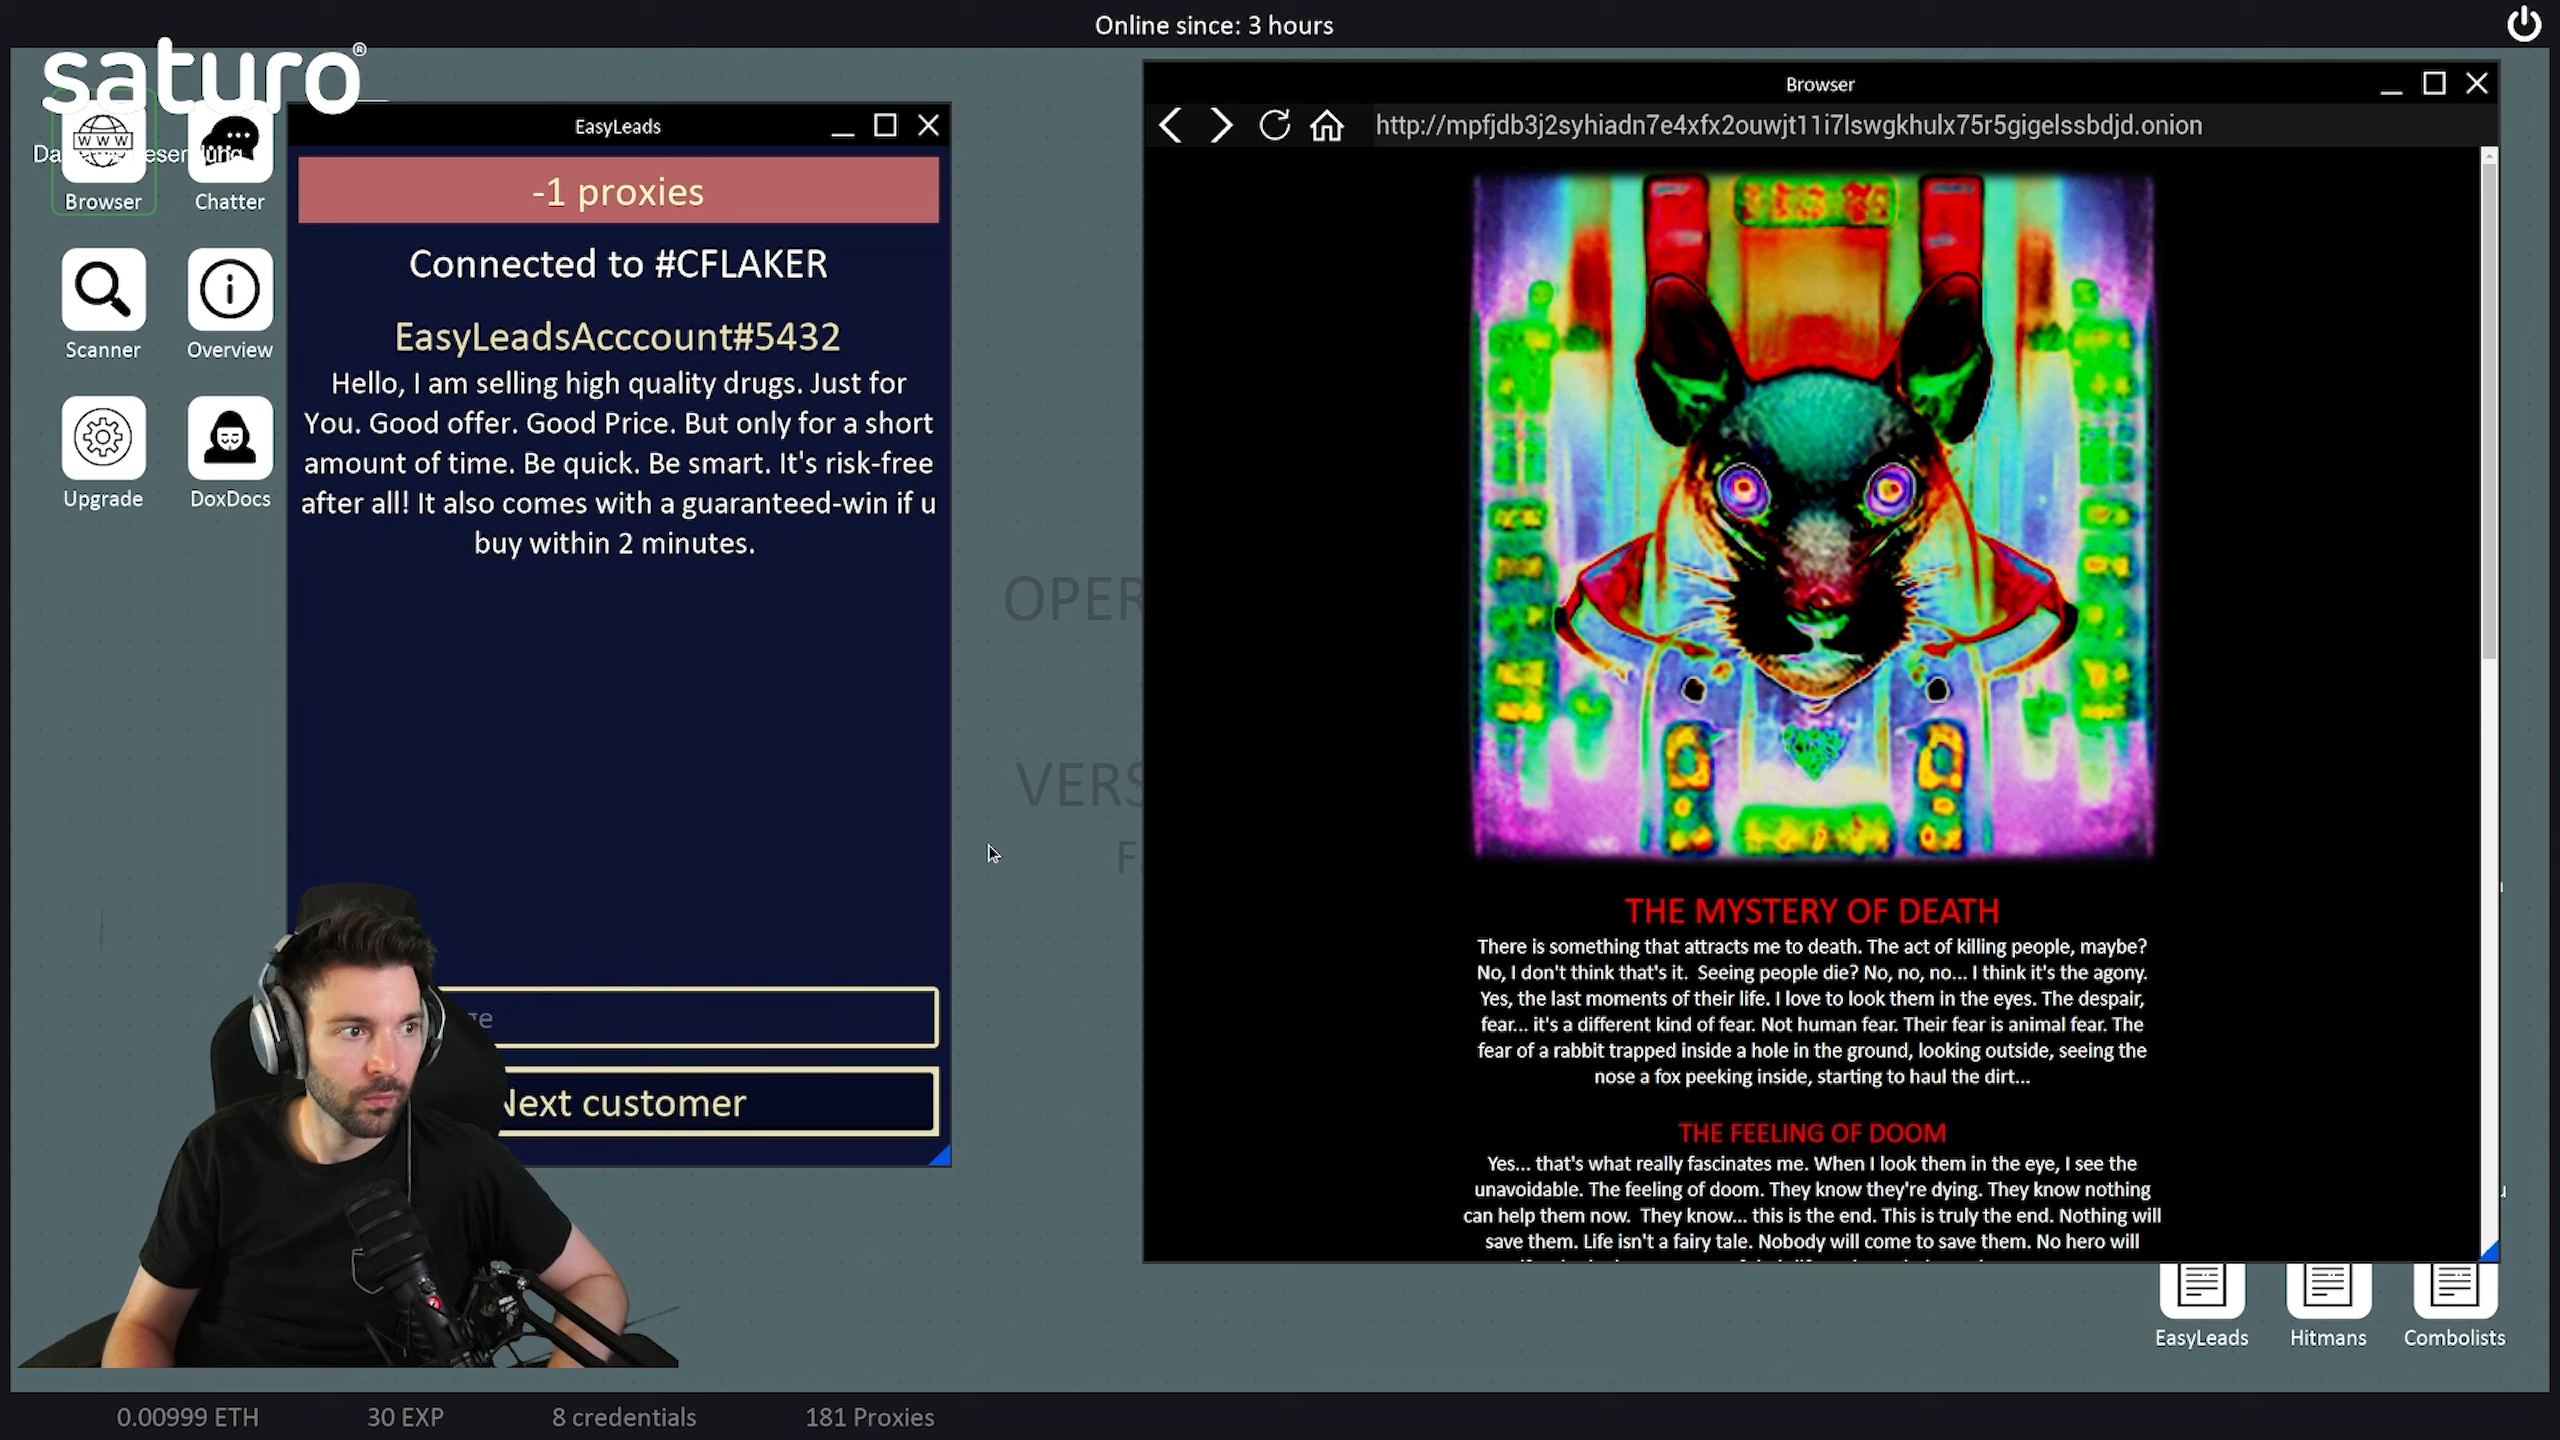 Online since: 3 hours
saturo®
Browser
Chatter
Scanner
Overview
Upgrade
DoxDocs
EasyLeads
-1 proxies
Connected to #CFLAKER
EasyLeadsAcccount#5432
Hello, I am selling high quality drugs. Just for
You. Good offer. Good Price. But only for a short
amount of time. Be quick. Be smart. It's risk-free
after all! It also comes with a guaranteed-win if u
buy within 2 minutes.
Next customer
OPER
VERS
Browser
http://mpfjdb3j2syhiadn7e4xfx2ouwjt11i7lswgkhulx75r5gigelssbdjd.onion
THE MYSTERY OF DEATH
There is something that attracts me to death. The act of killing people, maybe?
No, I don't think that's it. Seeing people die? No, no, no... I think it's the agony.
Yes, the last moments of their life. I love to look them in the eyes. The despair,
fear... it's a different kind of fear. Not human fear. Their fear is animal fear. The
fear of a rabbit trapped inside a hole in the ground, looking outside, seeing the
nose a fox peeking inside, starting to haul the dirt...
THE FEELING OF DOOM
Yes... that's what really fascinates me. When I look them in the eye, I see the
unavoidable. The feeling of doom. They know they're dying. They know nothing
can help them now. They know... this is the end. This is truly the end. Nothing will
save them. Life isn't a fairy tale. Nobody will come to save them. No hero will
EasyLeads
Hitmans
Combolists
0.00999 ETH
30 EXP
8 credentials
181 Proxies